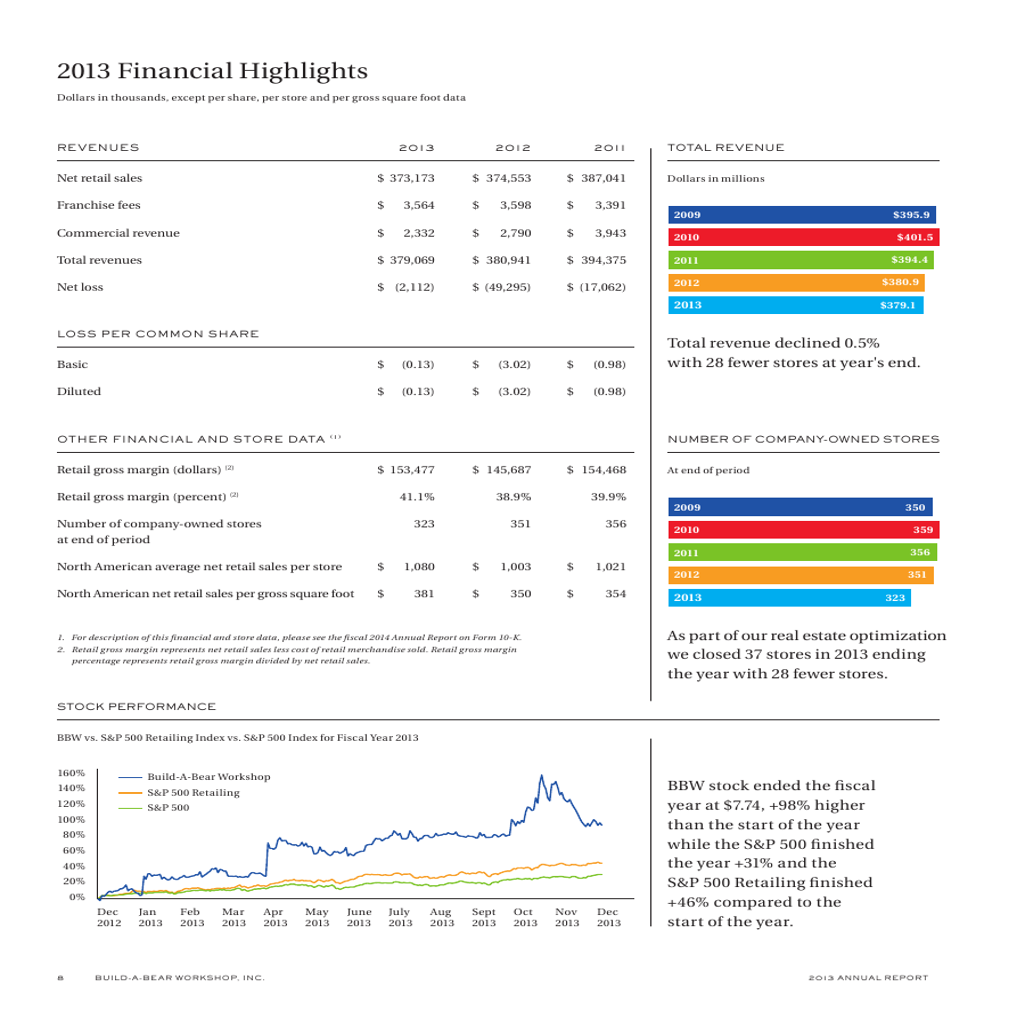 2013 Financial Highlights
Dollars in thousands, except per share, per store and per gross square foot data
REVENUES 2013 2012 2011
Net retail sales $ 373,173 $ 374,553 $ 387,041
Franchise fees $ 3,564 $ 3,598 $ 3,391
Commercial revenue $ 2,332 $ 2,790 $ 3,943
Total revenues $ 379,069 $ 380,941 $ 394,375
Net loss $ (2,112) $ (49,295) $ (17,062)
LOSS PER COMMON SHARE
Basic $ (0.13) $ (3.02) $ (0.98)
Diluted $ (0.13) $ (3.02) $ (0.98)
OTHER FINANCIAL AND STORE DATA (1)
Retail gross margin (dollars) (2) $ 153,477 $ 145,687 $ 154,468
Retail gross margin (percent) (2) 41.1% 38.9% 39.9%
Number of company-owned stores 323 351 356
at end of period
North American average net retail sales per store $ 1,080 $ 1,003 $ 1,021
North American net retail sales per gross square foot $ 381 $ 350 $ 354
1. For description of this financial and store data, please see the fiscal 2014 Annual Report on Form 10-K.
2. Retail gross margin represents net retail sales less cost of retail merchandise sold. Retail gross margin
percentage represents retail gross margin divided by net retail sales.
TOTAL REVENUE
Dollars in millions
2009 $395.9
2010 $401.5
2011 $394.4
2012 $380.9
2013 $379.1
Total revenue declined 0.5%
with 28 fewer stores at year's end.
NUMBER OF COMPANY-OWNED STORES
At end of period
2009 350
2010 359
2011 356
2012 351
2013 323
As part of our real estate optimization
we closed 37 stores in 2013 ending
the year with 28 fewer stores.
STOCK PERFORMANCE
BBW vs. S&P 500 Retailing Index vs. S&P 500 Index for Fiscal Year 2013
160%
140%
120%
100%
80%
60%
40%
20%
0%
Build-A-Bear Workshop
S&P 500 Retailing
S&P 500
Dec Jan Feb Mar Apr May June July Aug Sept Oct Nov Dec
2012 2013 2013 2013 2013 2013 2013 2013 2013 2013 2013 2013 2013
BBW stock ended the fiscal
year at $7.74, +98% higher
than the start of the year
while the S&P 500 finished
the year +31% and the
S&P 500 Retailing finished
+46% compared to the
start of the year.
8 BUILD-A-BEAR WORKSHOP, INC. 2013 ANNUAL REPORT